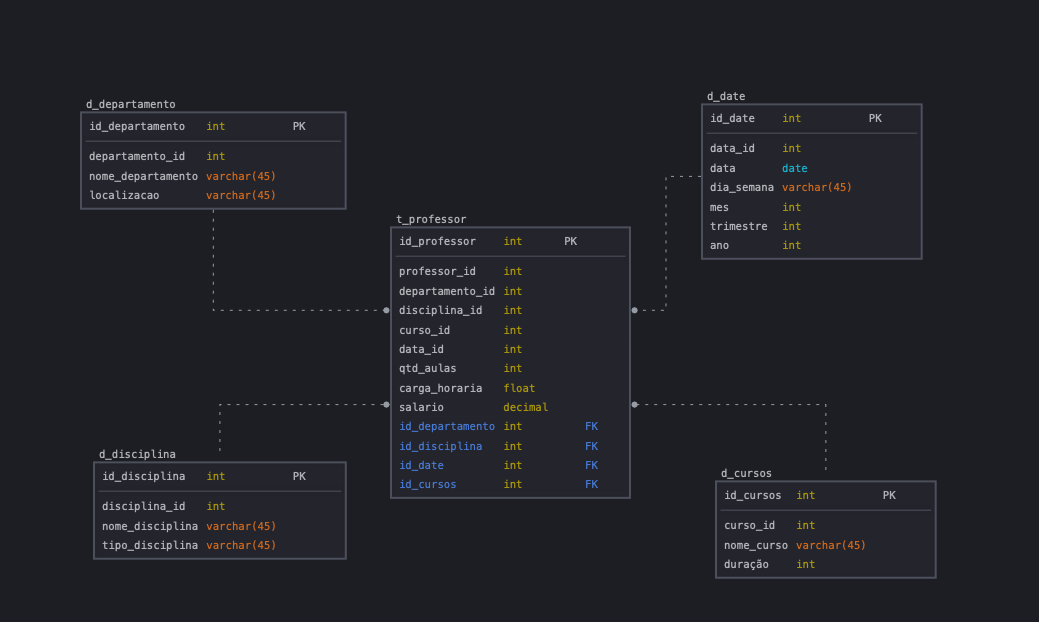 d_departamento
id_departamento int PK
departamento_id int
nome_departamento varchar(45)
localizacao varchar(45)
d_date
id_date int PK
data_id int
data date
dia_semana varchar(45)
mes int
trimestre int
ano int
t_professor
id_professor int PK
professor_id int
departamento_id int
disciplina_id int
curso_id int
data_id int
qtd_aulas int
carga_horaria float
salario decimal
id_departamento int FK
id_disciplina int FK
id_date int FK
id_cursos int FK
d_disciplina
id_disciplina int PK
disciplina_id int
nome_disciplina varchar(45)
tipo_disciplina varchar(45)
d_cursos
id_cursos int PK
curso_id int
nome_curso varchar(45)
duração int